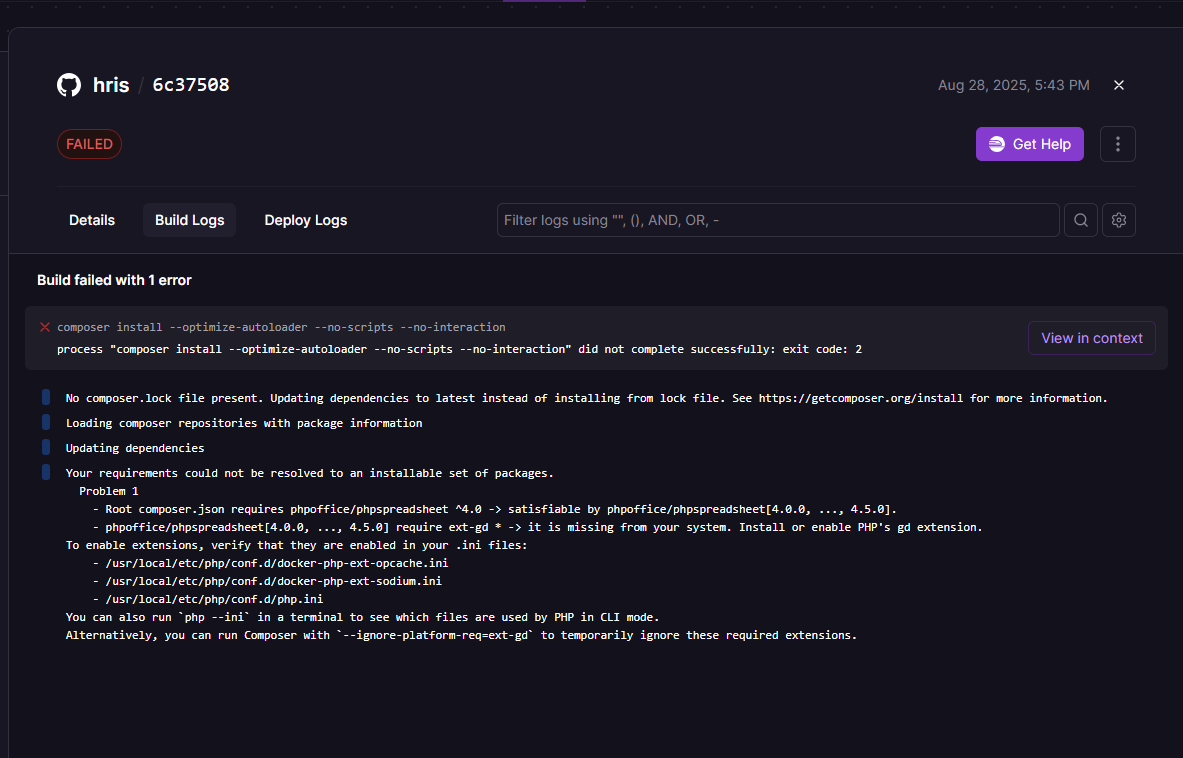 hris / 6c37508
Aug 28, 2025, 5:43 PM
FAILED
Get Help
Details
Build Logs
Deploy Logs
Filter logs using "", (), AND, OR, -
Build failed with 1 error
composer install --optimize-autoloader --no-scripts --no-interaction
process "composer install --optimize-autoloader --no-scripts --no-interaction" did not complete successfully: exit code: 2
View in context
No composer.lock file present. Updating dependencies to latest instead of installing from lock file. See https://getcomposer.org/install for more information.
Loading composer repositories with package information
Updating dependencies
Your requirements could not be resolved to an installable set of packages.
Problem 1
- Root composer.json requires phpoffice/phpspreadsheet ^4.0 -> satisfiable by phpoffice/phpspreadsheet[4.0.0, ..., 4.5.0].
- phpoffice/phpspreadsheet[4.0.0, ..., 4.5.0] require ext-gd * -> it is missing from your system. Install or enable PHP's gd extension.
To enable extensions, verify that they are enabled in your .ini files:
- /usr/local/etc/php/conf.d/docker-php-ext-opcache.ini
- /usr/local/etc/php/conf.d/docker-php-ext-sodium.ini
- /usr/local/etc/php/conf.d/php.ini
You can also run `php --ini` in a terminal to see which files are used by PHP in CLI mode.
Alternatively, you can run Composer with `--ignore-platform-req=ext-gd` to temporarily ignore these required extensions.